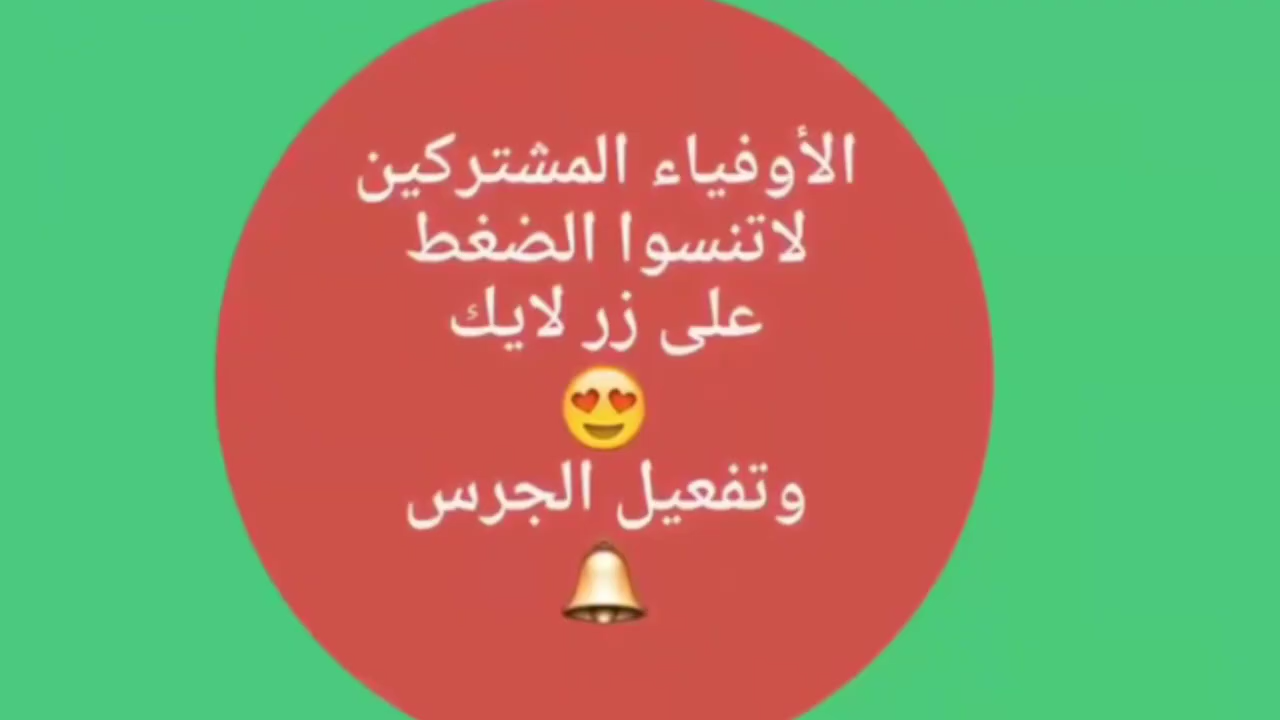 الأوفياء المشتركين
لاتنسوا الضغط
على زر لايك
😍
وتفعيل الجرس
🔔